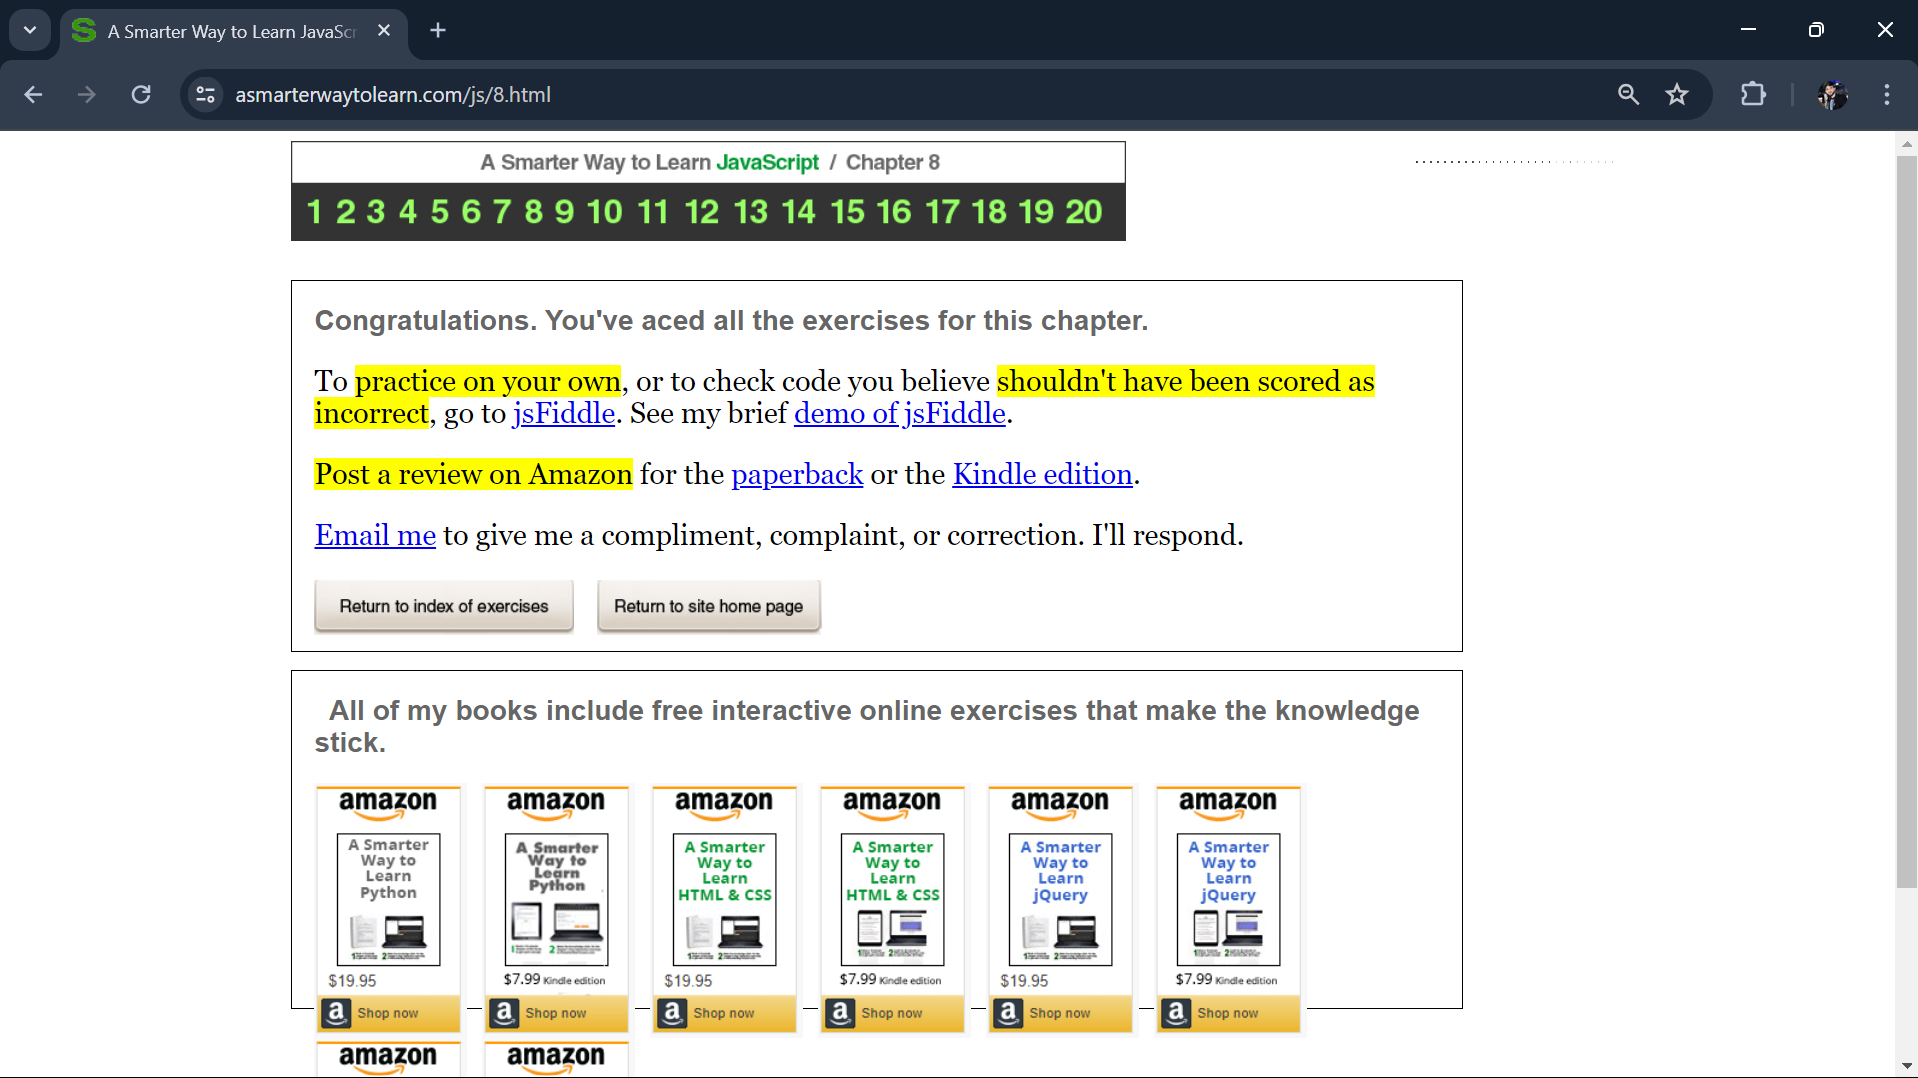 A Smarter Way to Learn JavaScr
asmarterwaytolearn.com/js/8.html
A Smarter Way to Learn JavaScript / Chapter 8
1 2 3 4 5 6 7 8 9 10 11 12 13 14 15 16 17 18 19 20
Congratulations. You've aced all the exercises for this chapter.
To practice on your own, or to check code you believe shouldn't have been scored as
incorrect, go to jsFiddle. See my brief demo of jsFiddle.
Post a review on Amazon for the paperback or the Kindle edition.
Email me to give me a compliment, complaint, or correction. I'll respond.
Return to index of exercises Return to site home page
All of my books include free interactive online exercises that make the knowledge
stick.
amazon amazon amazon amazon amazon amazon
A Smarter A Smarter A Smarter A Smarter A Smarter A Smarter
Way to Way to Way to Way to Way to Way to
Learn Learn Learn Learn Learn Learn
Python Python HTML & CSS HTML & CSS jQuery jQuery
$19.95 $7.99 Kindle edition $19.95 $7.99 Kindle edition $19.95 $7.99 Kindle edition
Shop now Shop now Shop now Shop now Shop now Shop now
amazon amazon